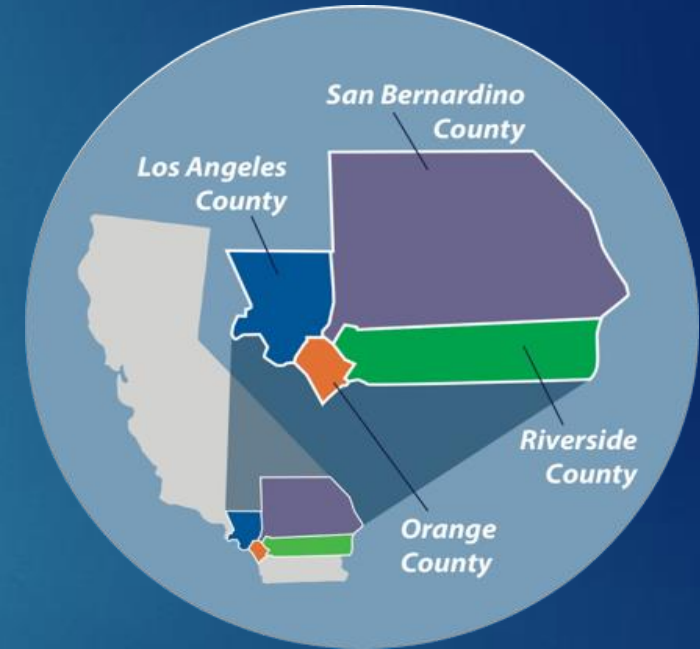 San Bernardino
County
Los Angeles
County
Riverside
County
Orange
County